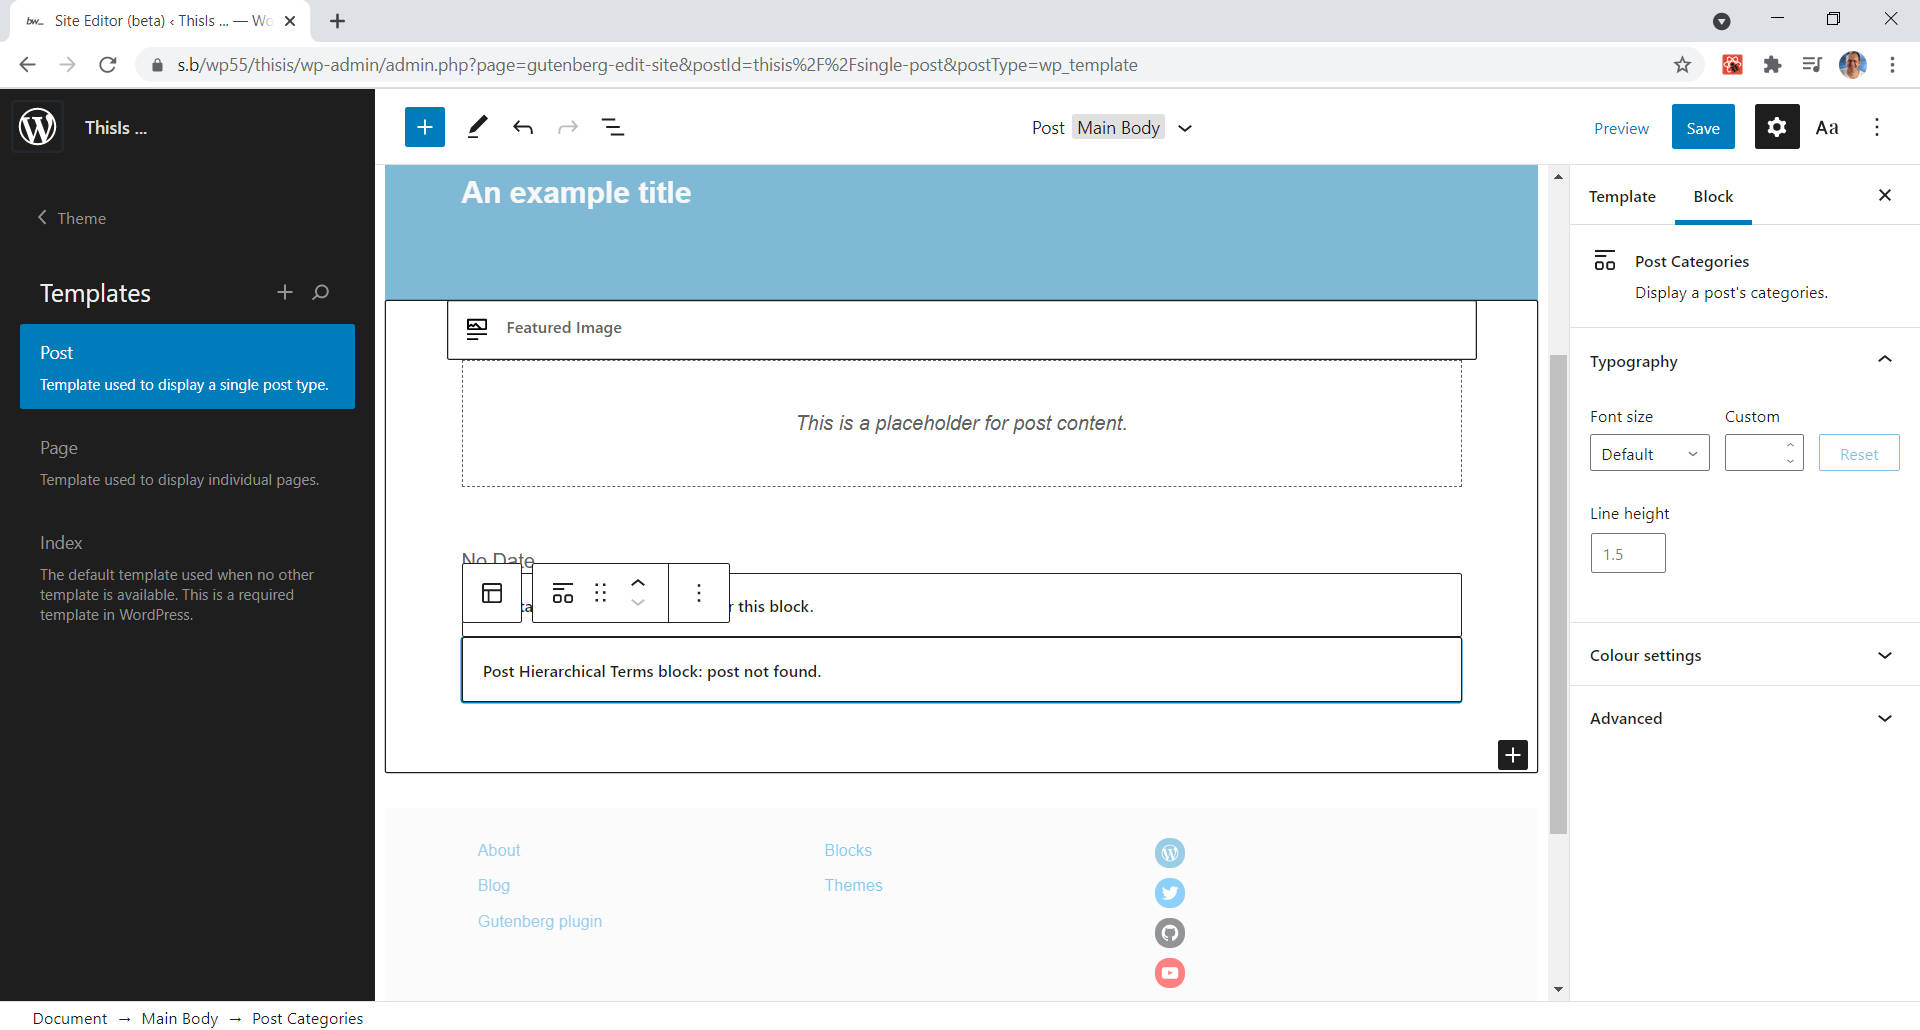 Site Editor (beta) ‹ ThisIs ... — Wo
s.b/wp55/thisis/wp-admin/admin.php?page=gutenberg-edit-site&postId=thisis%2F%2Fsingle-post&postType=wp_template
ThisIs ...
Post Main Body
Preview
Save
Aa
Theme
Templates
Post
Template used to display a single post type.
Page
Template used to display individual pages.
Index
The default template used when no other
template is available. This is a required
template in WordPress.
An example title
Featured Image
This is a placeholder for post content.
No Date
this block.
Post Hierarchical Terms block: post not found.
About
Blog
Gutenberg plugin
Blocks
Themes
Template
Block
Post Categories
Display a post's categories.
Typography
Font size
Custom
Default
Reset
Line height
1.5
Colour settings
Advanced
Document → Main Body → Post Categories